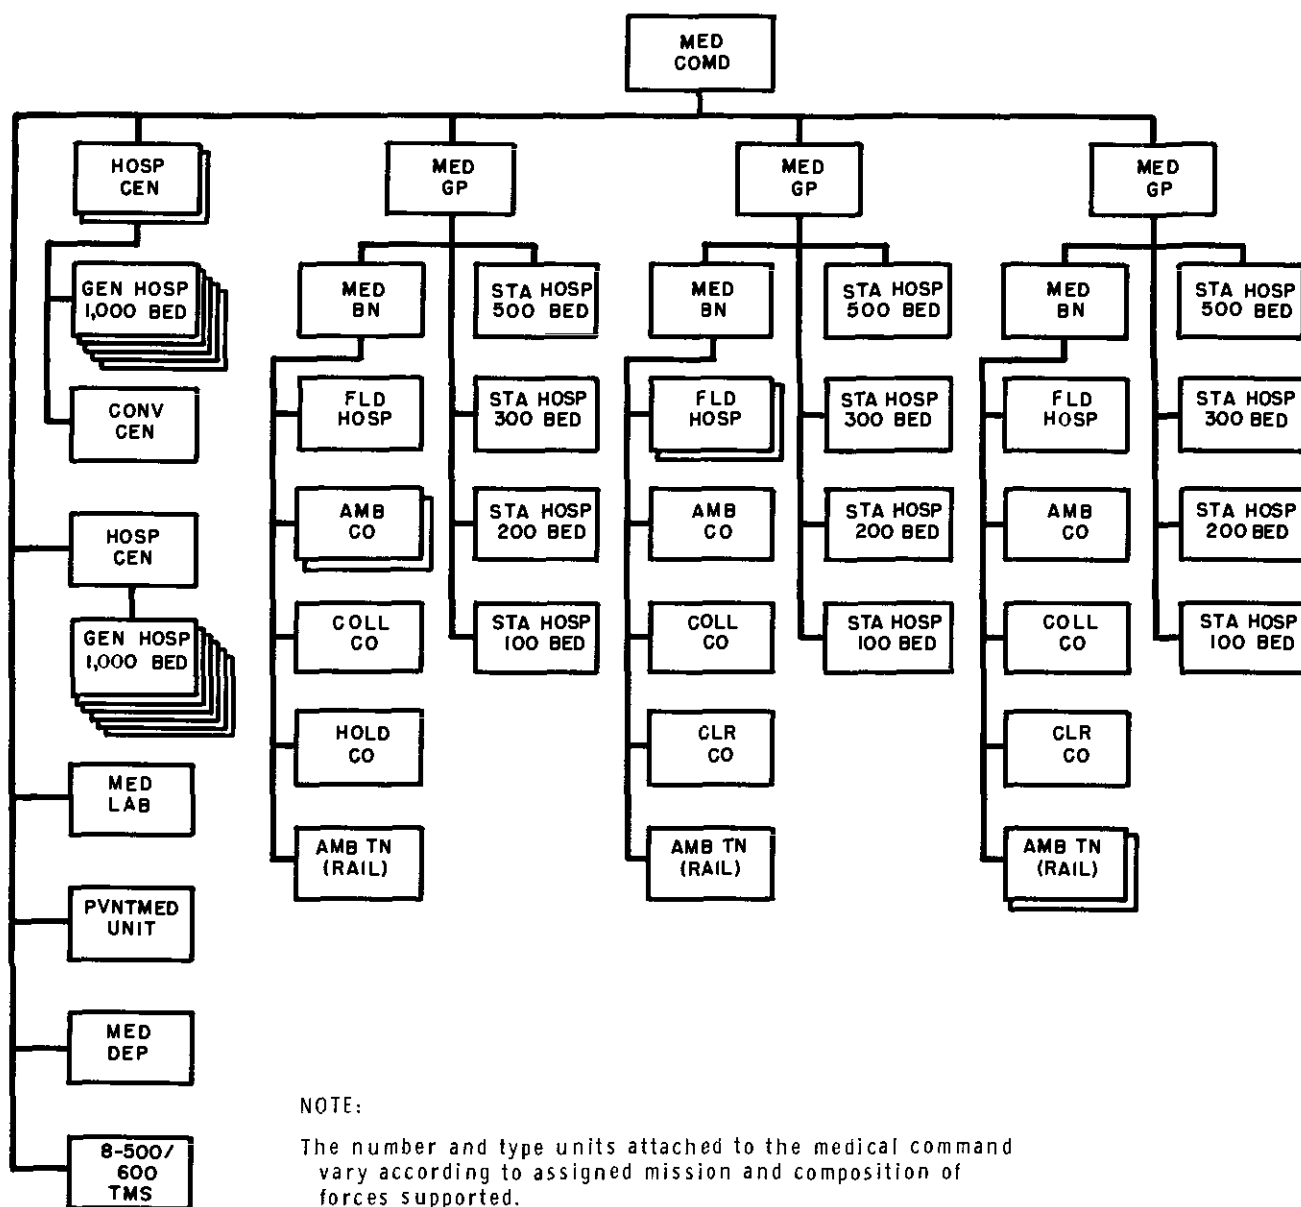 MED
COMD
HOSP
CEN
MED
GP
MED
GP
MED
GP
GEN HOSP
1,000 BED
CONV
CEN
HOSP
CEN
GEN HOSP
1,000 BED
MED
LAB
PVNTMED
UNIT
MED
DEP
8-500/
600
TMS
MED
BN
FLD
HOSP
AMB
CO
COLL
CO
HOLD
CO
AMB TN
(RAIL)
STA HOSP
500 BED
STA HOSP
300 BED
STA HOSP
200 BED
STA HOSP
100 BED
MED
BN
FLD
HOSP
AMB
CO
COLL
CO
CLR
CO
AMB TN
(RAIL)
STA HOSP
500 BED
STA HOSP
300 BED
STA HOSP
200 BED
STA HOSP
100 BED
MED
BN
FLD
HOSP
AMB
CO
COLL
CO
CLR
CO
AMB TN
(RAIL)
STA HOSP
500 BED
STA HOSP
300 BED
STA HOSP
200 BED
STA HOSP
100 BED
NOTE:
The number and type units attached to the medical command
vary according to assigned mission and composition of
forces supported.